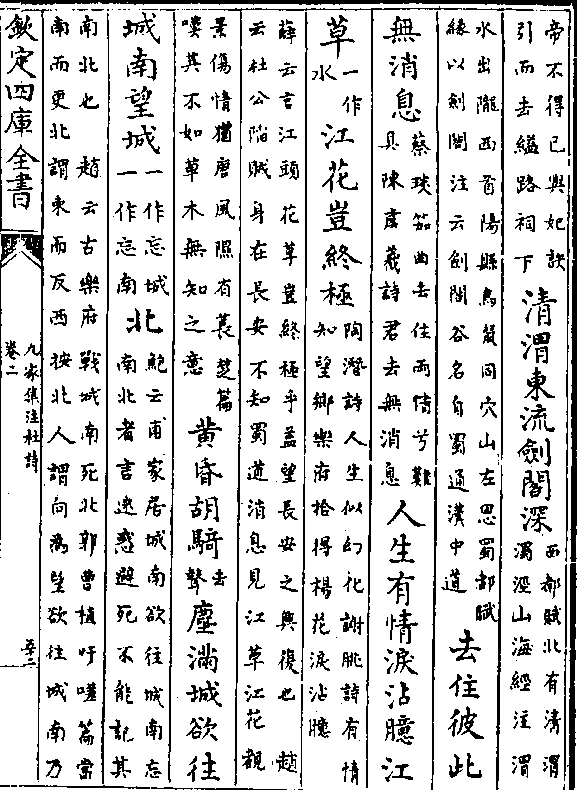 帝不得已與妃訣
引而去縊路祠下
清渭東流劍閣深
西都賦北有清渭
濁涇山海經注渭
水出隴西首陽縣鳥鼠同穴山左思蜀都賦
緣以劍閣注云劍閣谷名自蜀通漢中道
去住彼此
無消息
蔡琰笳曲去住兩情兮難
具陳虞羲詩君去無消息
人生有情淚沾臆江
草
一作
水
江花豈終極
陶潛詩人生似幻化謝朓詩有情
知望鄉樂府拾得楊花淚沾臆
薛云言江頭花草豈終極乎蓋望長安之興復也 趙
云杜公陷賊身在長安不知蜀道消息見江草江花觀
景傷情猶唐風隰有萇楚篇
嘆其不如草木無知之意
黃昏胡騎
去
聲
塵滿城欲往
城南望城
一作忘城
一作忘南
北
鮑云甫家居城南欲往城南忘
南北者言迷惑避死不能記其
南北也 趙云古樂府戰城南死北郭曹植吁嗟篇當
南而更北謂東而反西按北人謂向為望欲往城南乃
欽定四庫全書
九家集注杜詩
卷二